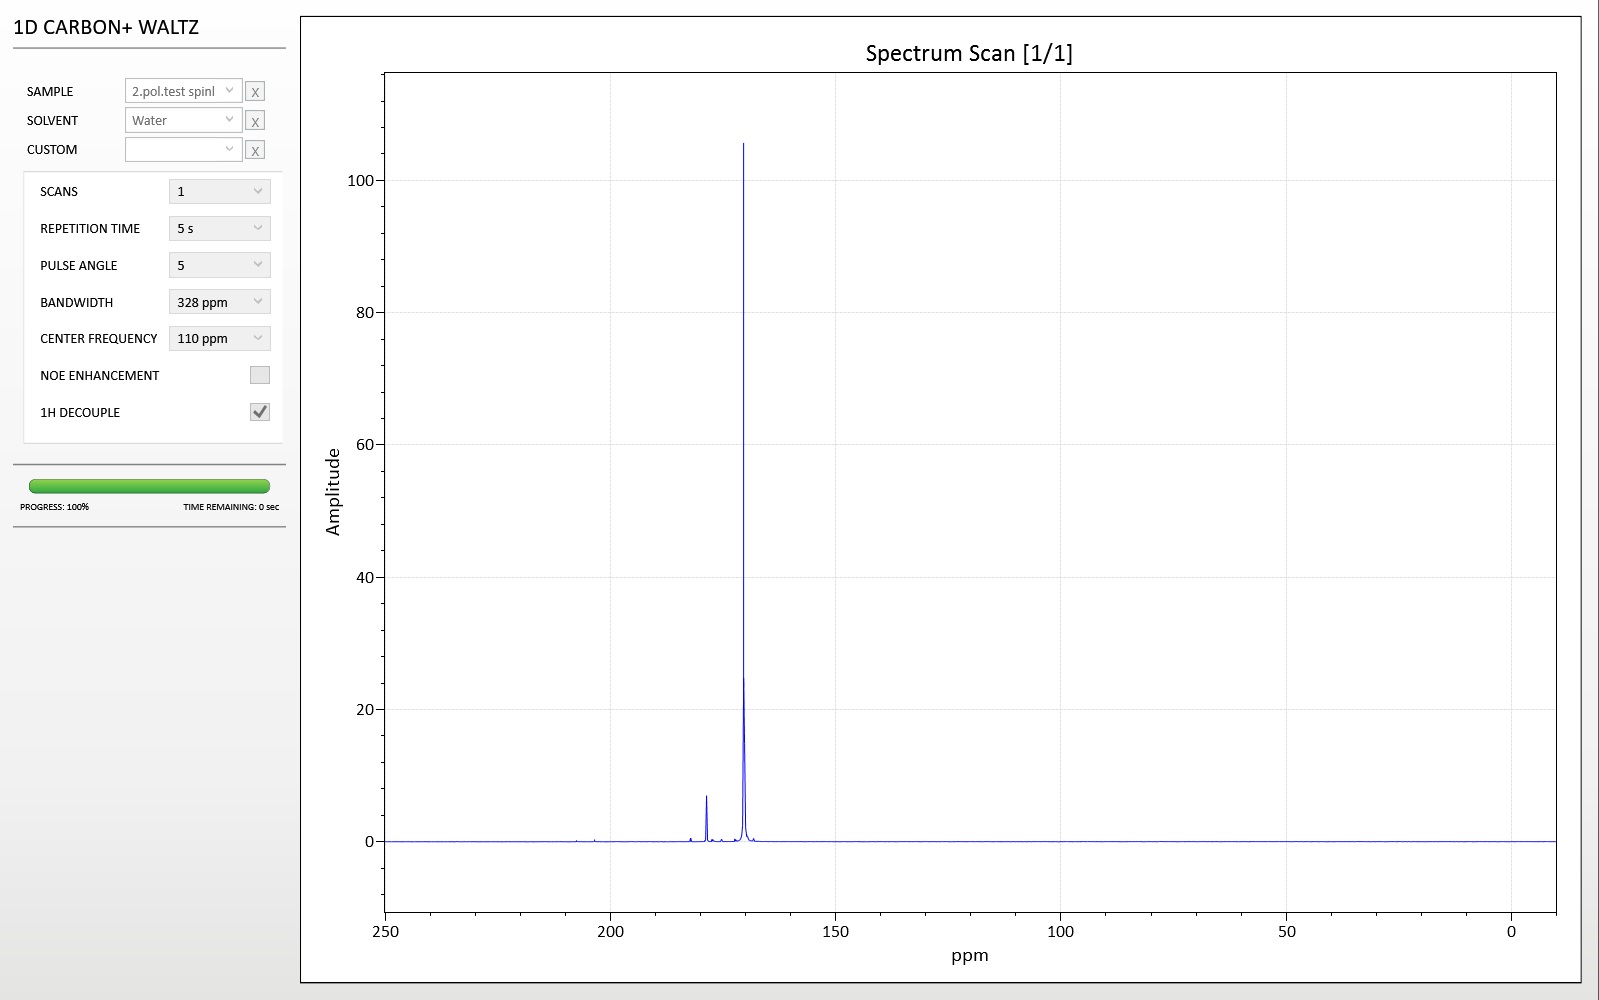 1D CARBON+ WALTZ
SAMPLE 2.pol.test spinl X
SOLVENT Water X
CUSTOM X
SCANS 1
REPETITION TIME 5 s
PULSE ANGLE 5
BANDWIDTH 328 ppm
CENTER FREQUENCY 110 ppm
NOE ENHANCEMENT
1H DECOUPLE
PROGRESS: 100% TIME REMAINING: 0 sec
Spectrum Scan [1/1]
Amplitude
100
80
60
40
20
0
250 200 150 100 50 0
ppm